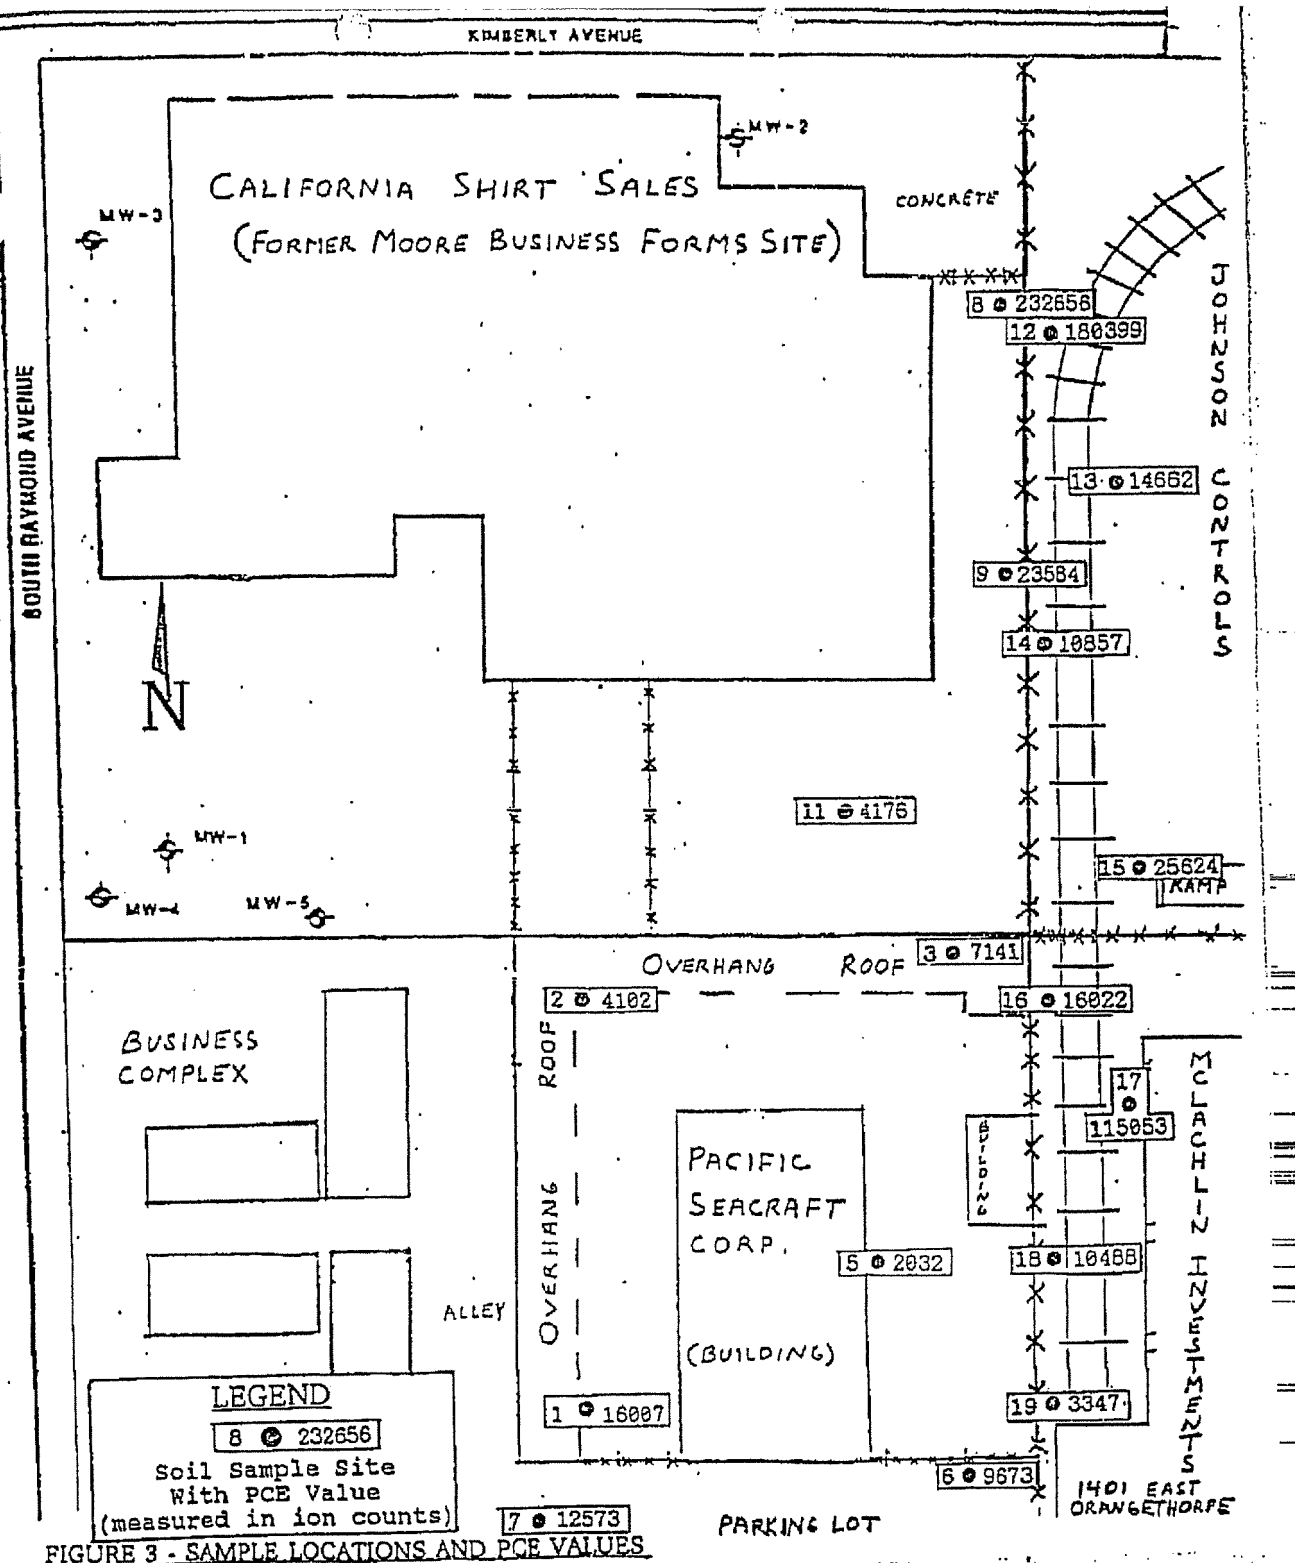 KIMBERLY AVENUE
MW-2
CALIFORNIA SHIRT SALES
(FORMER MOORE BUSINESS FORMS SITE)
CONCRETE
MW-3
8 232656
12 180399
JOHNSON CONTROLS
SOUTH RAYMOND AVENUE
13 14662
9 23584
14 10857
N
11 4176
MW-1
15 25624
RAMP
MW-4
MW-5
3 7141
OVERHANG ROOF
2 4102
16 16022
OVERHANG ROOF
BUSINESS
COMPLEX
17
115053
MCLACHLIN INVESTMENTS
BUILDING
PACIFIC
SEACRAFT
CORP.
(BUILDING)
5 2032
18 10488
ALLEY
1 16007
19 3347
6 9673
1401 EAST
ORANGETHORPE
LEGEND
8 232656
Soil Sample Site
With PCE Value
(measured in ion counts)
7 12573
PARKING LOT
FIGURE 3 - SAMPLE LOCATIONS AND PCE VALUES